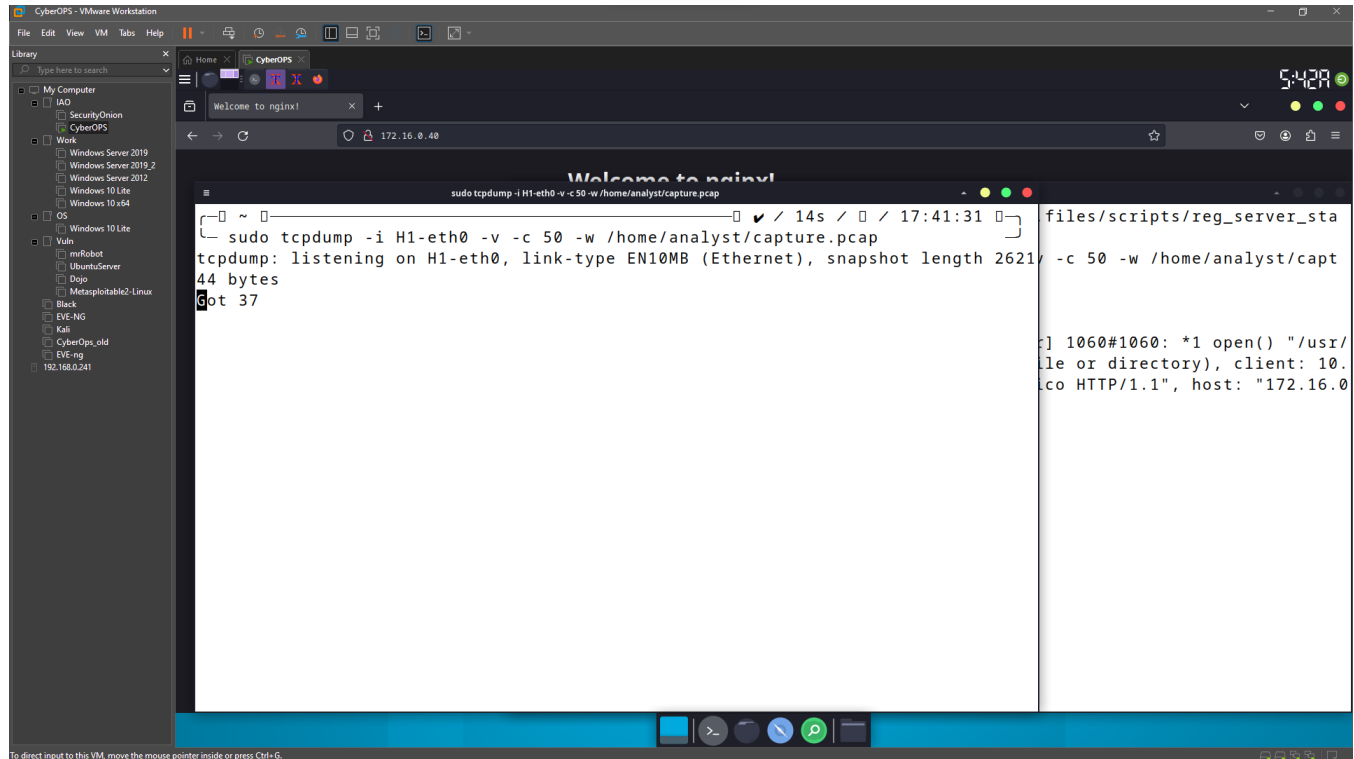 CyberOPS - VMware Workstation
File Edit View VM Tabs Help
Library
Home
CyberOPS
Type here to search
My Computer
IAO
SecurityOnion
CyberOPS
Work
Windows Server 2019
Windows Server 2019_2
Windows Server 2012
Windows 10 Lite
Windows 10 x64
OS
Windows 10 Lite
Vuln
mrRobot
UbuntuServer
Dojo
Metasploitable2-Linux
Black
EVE-NG
Kali
CyberOps_old
EVE-ng
192.168.0.241
Welcome to nginx!
172.16.0.40
Welcome to nginx!
sudo tcpdump -i H1-eth0 -v -c 50 -w /home/analyst/capture.pcap
~ ✔ / 14s / / 17:41:31
sudo tcpdump -i H1-eth0 -v -c 50 -w /home/analyst/capture.pcap
tcpdump: listening on H1-eth0, link-type EN10MB (Ethernet), snapshot length 2621
44 bytes
Got 37
files/scripts/reg_server_sta
-c 50 -w /home/analyst/capt
] 1060#1060: *1 open() "/usr/
ile or directory), client: 10.
ico HTTP/1.1", host: "172.16.0
To direct input to this VM, move the mouse pointer inside or press Ctrl+G.